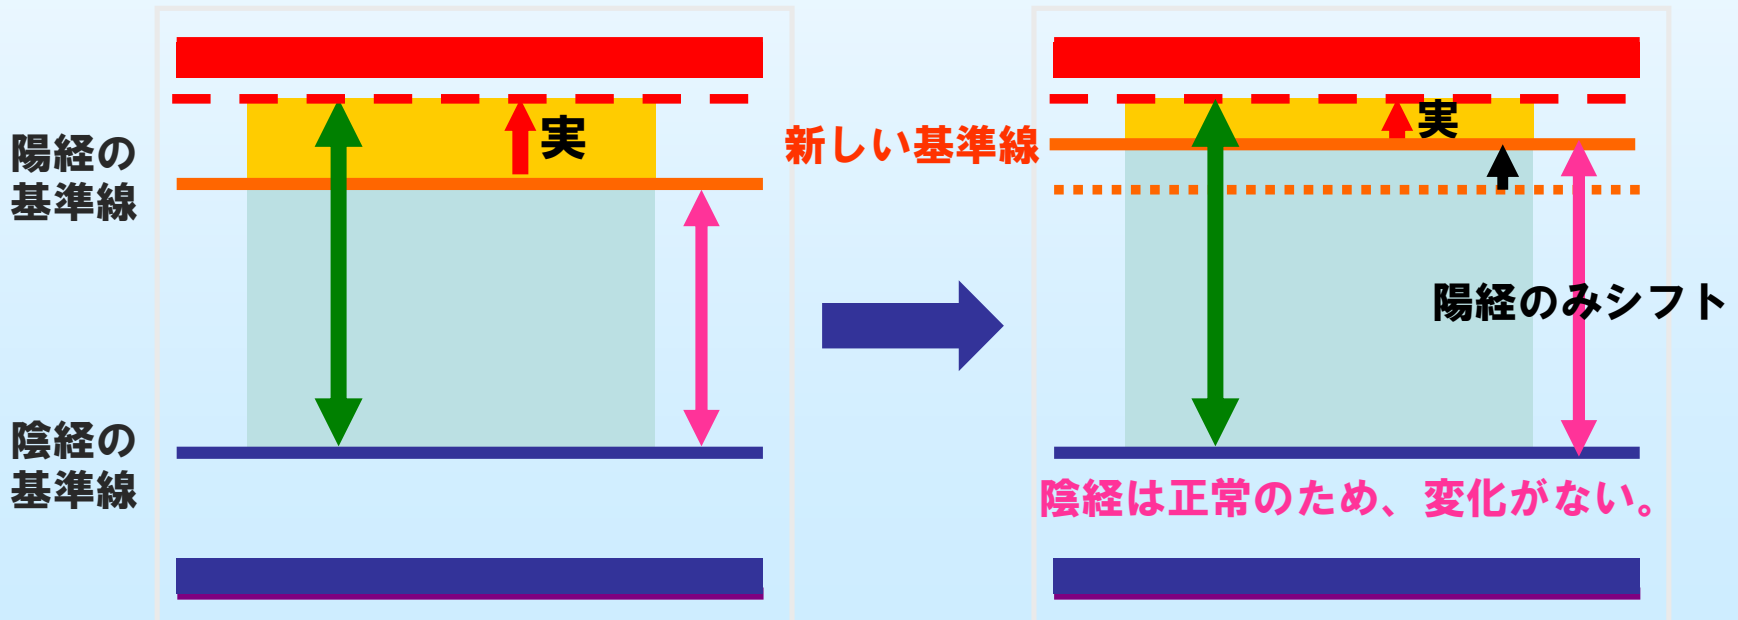 陽経の
基準線
実
陰経の
基準線
新しい基準線
実
陽経のみシフト
陰経は正常のため、変化がない。